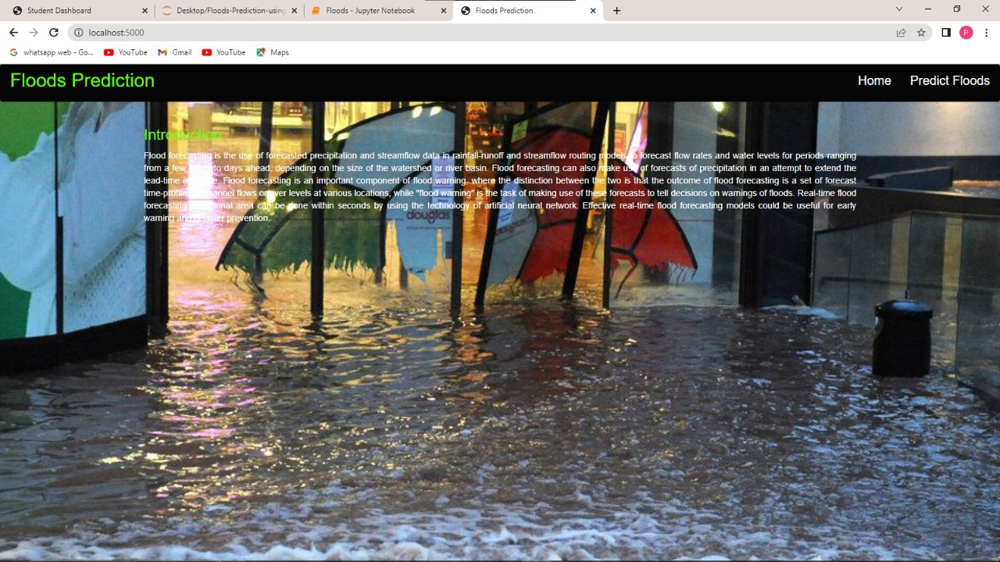 Student Dashboard
Desktop/Floods-Prediction-using
Floods - Jupyter Notebook
Floods Prediction
localhost:5000
P
whatsapp web - Go...
YouTube
Gmail
YouTube
Maps
Floods Prediction
Home
Predict Floods
Introduction
Flood forecasting is the use of forecasted precipitation and streamflow data in rainfall-runoff and streamflow routing models to forecast flow rates and water levels for periods ranging
from a few to days ahead, depending on the size of the watershed or river basin. Flood forecasting can also make use of forecasts of precipitation in an attempt to extend the
lead-time Flood forecasting is an important component of flood warning, where the distinction between the two is that the outcome of flood forecasting is a set of forecast
time-profiles channel flows or river levels at various locations, while "flood warning" is the task of making use of these forecasts to tell decisions on warnings of floods. Real-time flood
forecasting area can be done within seconds by using the technology of artificial neural network. Effective real-time flood forecasting models could be useful for early
warning and disaster prevention.
douglas